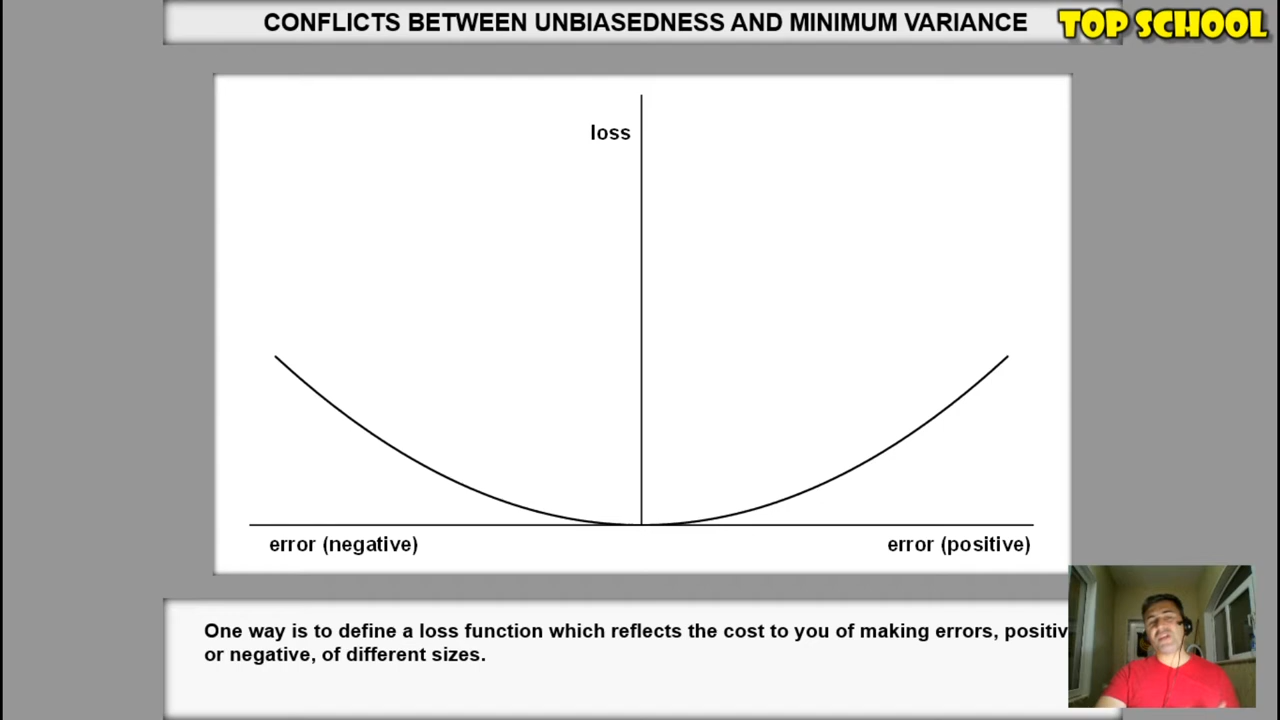 CONFLICTS BETWEEN UNBIASEDNESS AND MINIMUM VARIANCE
TOP SCHOOL
loss
error (negative)
error (positive)
One way is to define a loss function which reflects the cost to you of making errors, positiv
or negative, of different sizes.